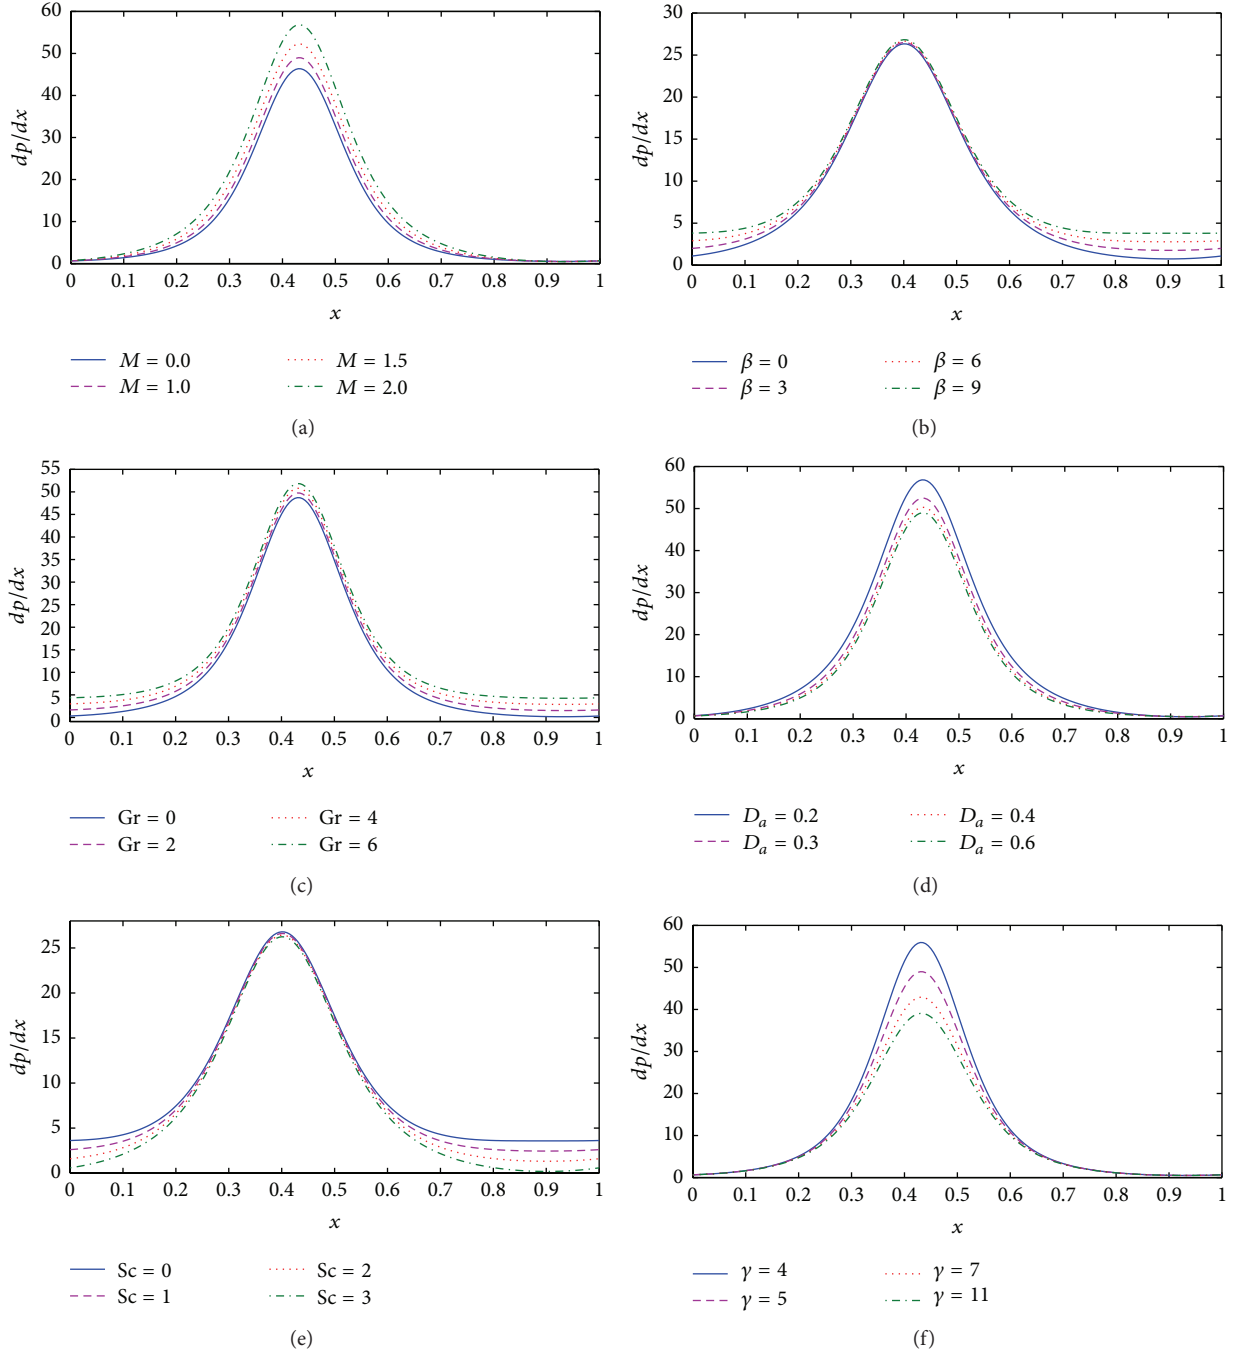 60
50
40
30
20
10
0
dp/dx
0 0.1 0.2 0.3 0.4 0.5 0.6 0.7 0.8 0.9 1
x
M = 0.0
M = 1.0
M = 1.5
M = 2.0
(a)
30
25
20
15
10
5
0
dp/dx
0 0.1 0.2 0.3 0.4 0.5 0.6 0.7 0.8 0.9 1
x
β = 0
β = 3
β = 6
β = 9
(b)
55
50
45
40
35
30
25
20
15
10
5
0
dp/dx
0 0.1 0.2 0.3 0.4 0.5 0.6 0.7 0.8 0.9 1
x
Gr = 0
Gr = 2
Gr = 4
Gr = 6
(c)
60
50
40
30
20
10
0
dp/dx
0 0.1 0.2 0.3 0.4 0.5 0.6 0.7 0.8 0.9 1
x
D_a = 0.2
D_a = 0.3
D_a = 0.4
D_a = 0.6
(d)
25
20
15
10
5
0
dp/dx
0 0.1 0.2 0.3 0.4 0.5 0.6 0.7 0.8 0.9 1
x
Sc = 0
Sc = 1
Sc = 2
Sc = 3
(e)
60
50
40
30
20
10
0
dp/dx
0 0.1 0.2 0.3 0.4 0.5 0.6 0.7 0.8 0.9 1
x
γ = 4
γ = 5
γ = 7
γ = 11
(f)